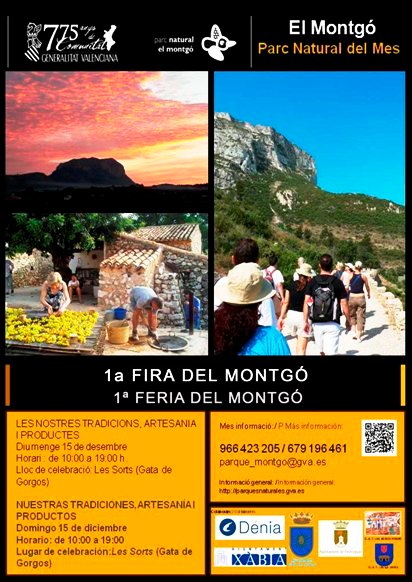 775 anys de
Comunitat
GENERALITAT VALENCIANA
parc natural
el montgó
El Montgó
Parc Natural del Mes
1a FIRA DEL MONTGÓ
1ª FERIA DEL MONTGÓ
LES NOSTRES TRADICIONS, ARTESANIA
I PRODUCTES
Diumenge 15 de desembre
Horari : de 10:00 a 19:00 h
Lloc de celebració: Les Sorts (Gata de
Gorgos)
NUESTRAS TRADICIONES, ARTESANÍA I
PRODUCTOS
Domingo 15 de diciembre
Horario: de 10:00 a 19:00
Lugar de celebración: Les Sorts (Gata de
Gorgos)
Mes informació: / P Más información:
966 423 205 / 679 196 461
parque_montgo@gva.es
Informació general: / Información general:
http://parquesnaturales.gva.es
Dénia
AJUNTAMENT
XÀBIA